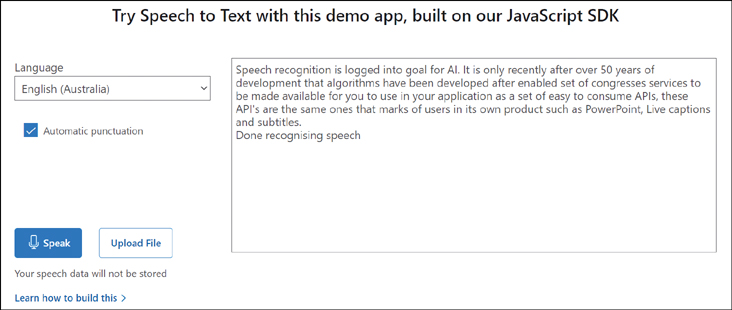 Try Speech to Text with this demo app, built on our JavaScript SDK
Language
English (Australia)
Automatic punctuation
Speak
Upload File
Your speech data will not be stored
Learn how to build this >
Speech recognition is logged into goal for AI. It is only recently after over 50 years of
development that algorithms have been developed after enabled set of congresses services to
be made available for you to use in your application as a set of easy to consume APIs, these
API's are the same ones that marks of users in its own product such as PowerPoint, Live captions
and subtitles.
Done recognising speech